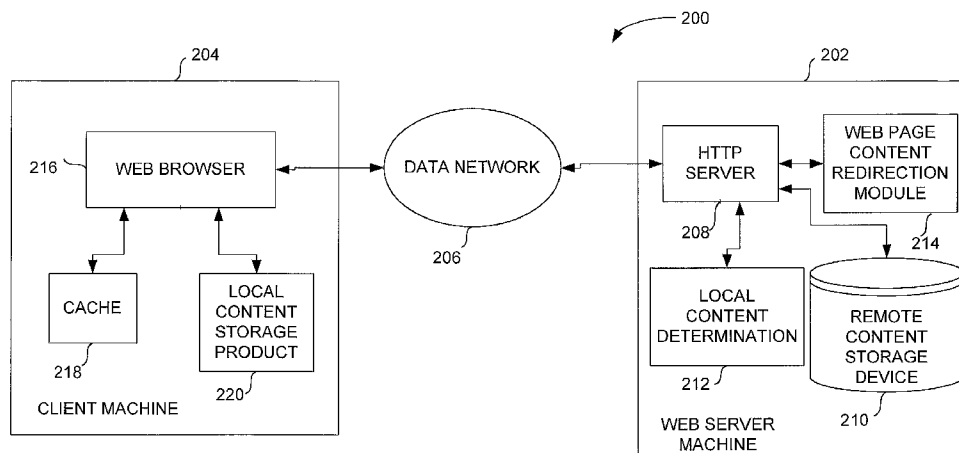 200
204
202
216
WEB BROWSER
DATA NETWORK
206
HTTP
SERVER
208
WEB PAGE
CONTENT
REDIRECTION
MODULE
214
CACHE
218
LOCAL
CONTENT
STORAGE
PRODUCT
220
CLIENT MACHINE
LOCAL
CONTENT
DETERMINATION
212
REMOTE
CONTENT
STORAGE
DEVICE
210
WEB SERVER
MACHINE